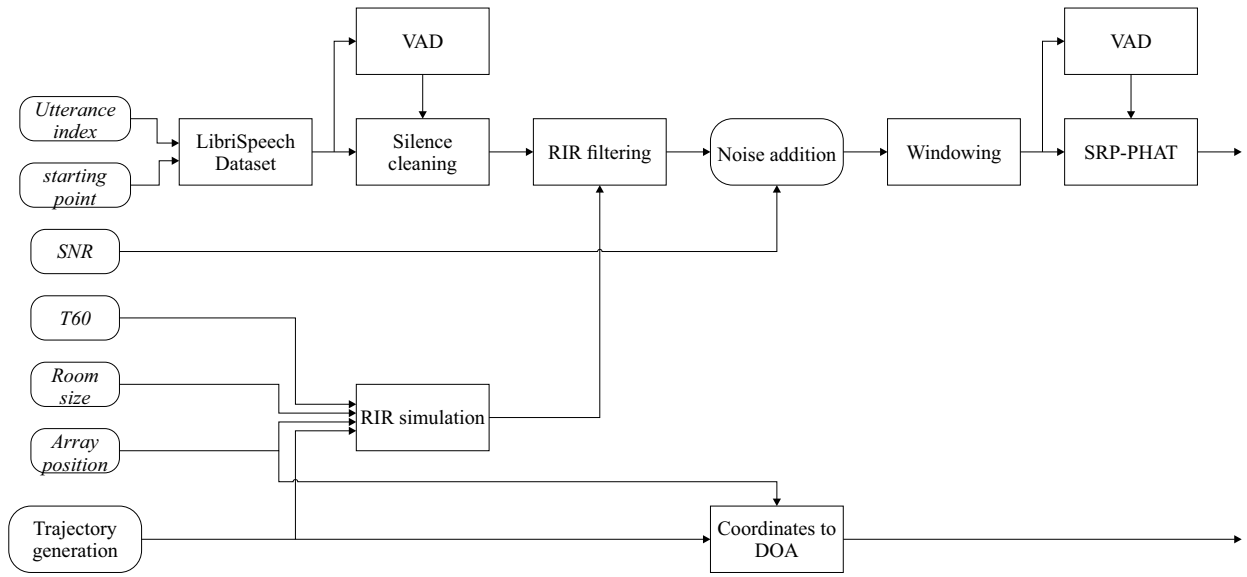 VAD
VAD
Utterance
index
LibriSpeech
Dataset
Silence
cleaning
RIR filtering
Noise addition
Windowing
SRP-PHAT
starting
point
SNR
T60
Room
size
RIR simulation
Array
position
Trajectory
generation
Coordinates to
DOA